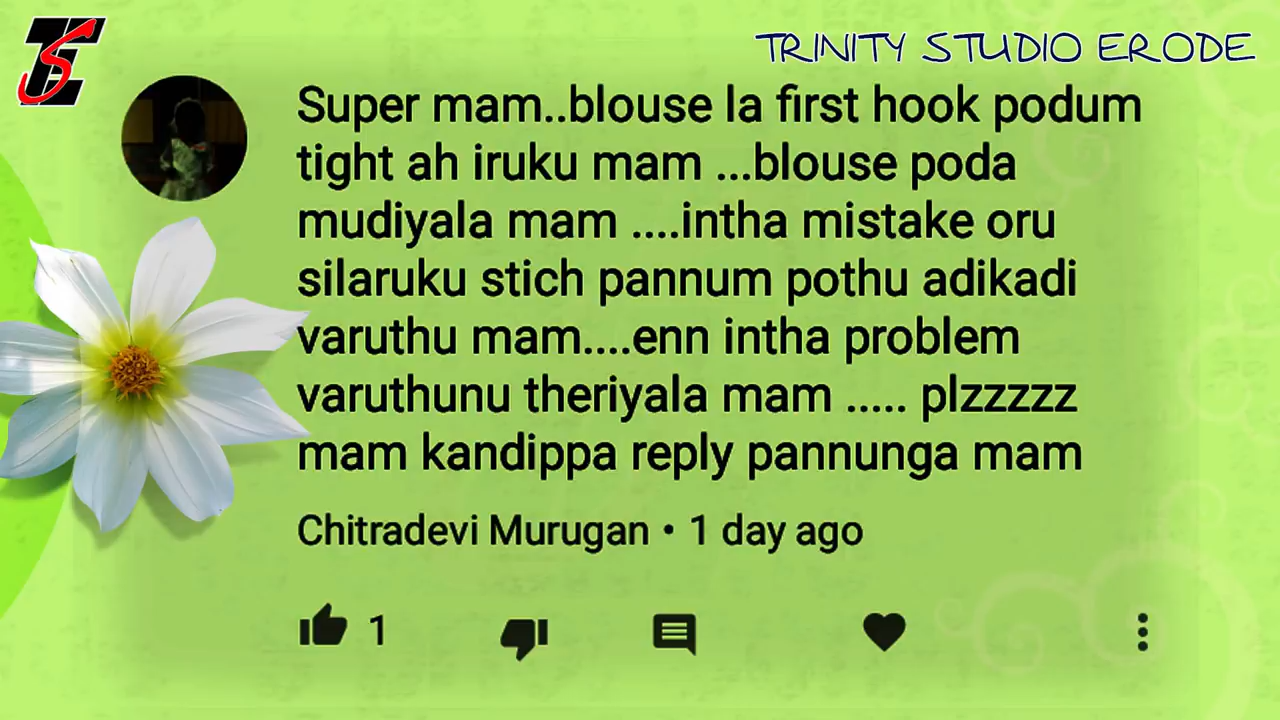 TRINITY STUDIO ERODE
Super mam..blouse la first hook podum
tight ah iruku mam ...blouse poda
mudiyala mam ....intha mistake oru
silaruku stich pannum pothu adikadi
varuthu mam....enn intha problem
varuthunu theriyala mam ..... plzzzzz
mam kandippa reply pannunga mam
Chitradevi Murugan • 1 day ago
1